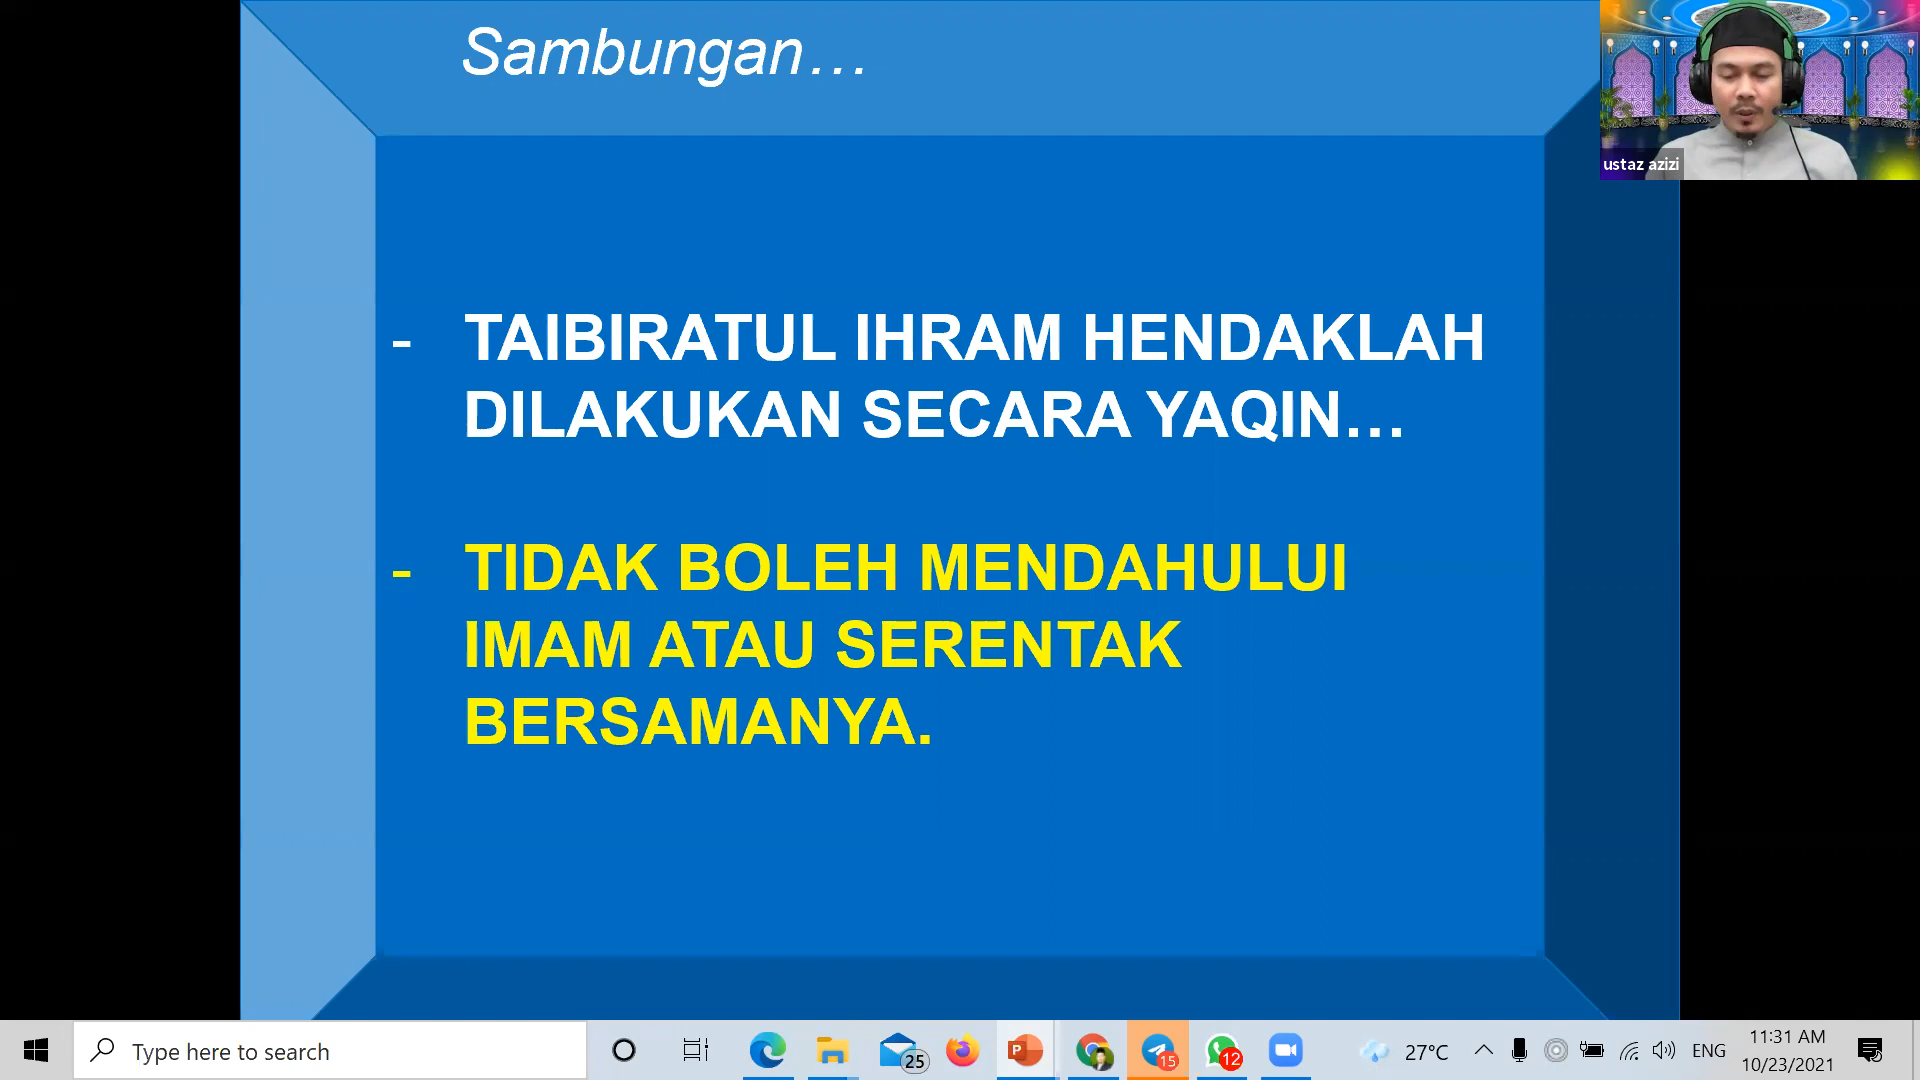 Sambungan...
ustaz azizi
- TAIBIRATUL IHRAM HENDAKLAH
DILAKUKAN SECARA YAQIN...
- TIDAK BOLEH MENDAHULUI
IMAM ATAU SERENTAK
BERSAMANYA.
Type here to search
25
15
12
27°C
ENG
11:31 AM
10/23/2021